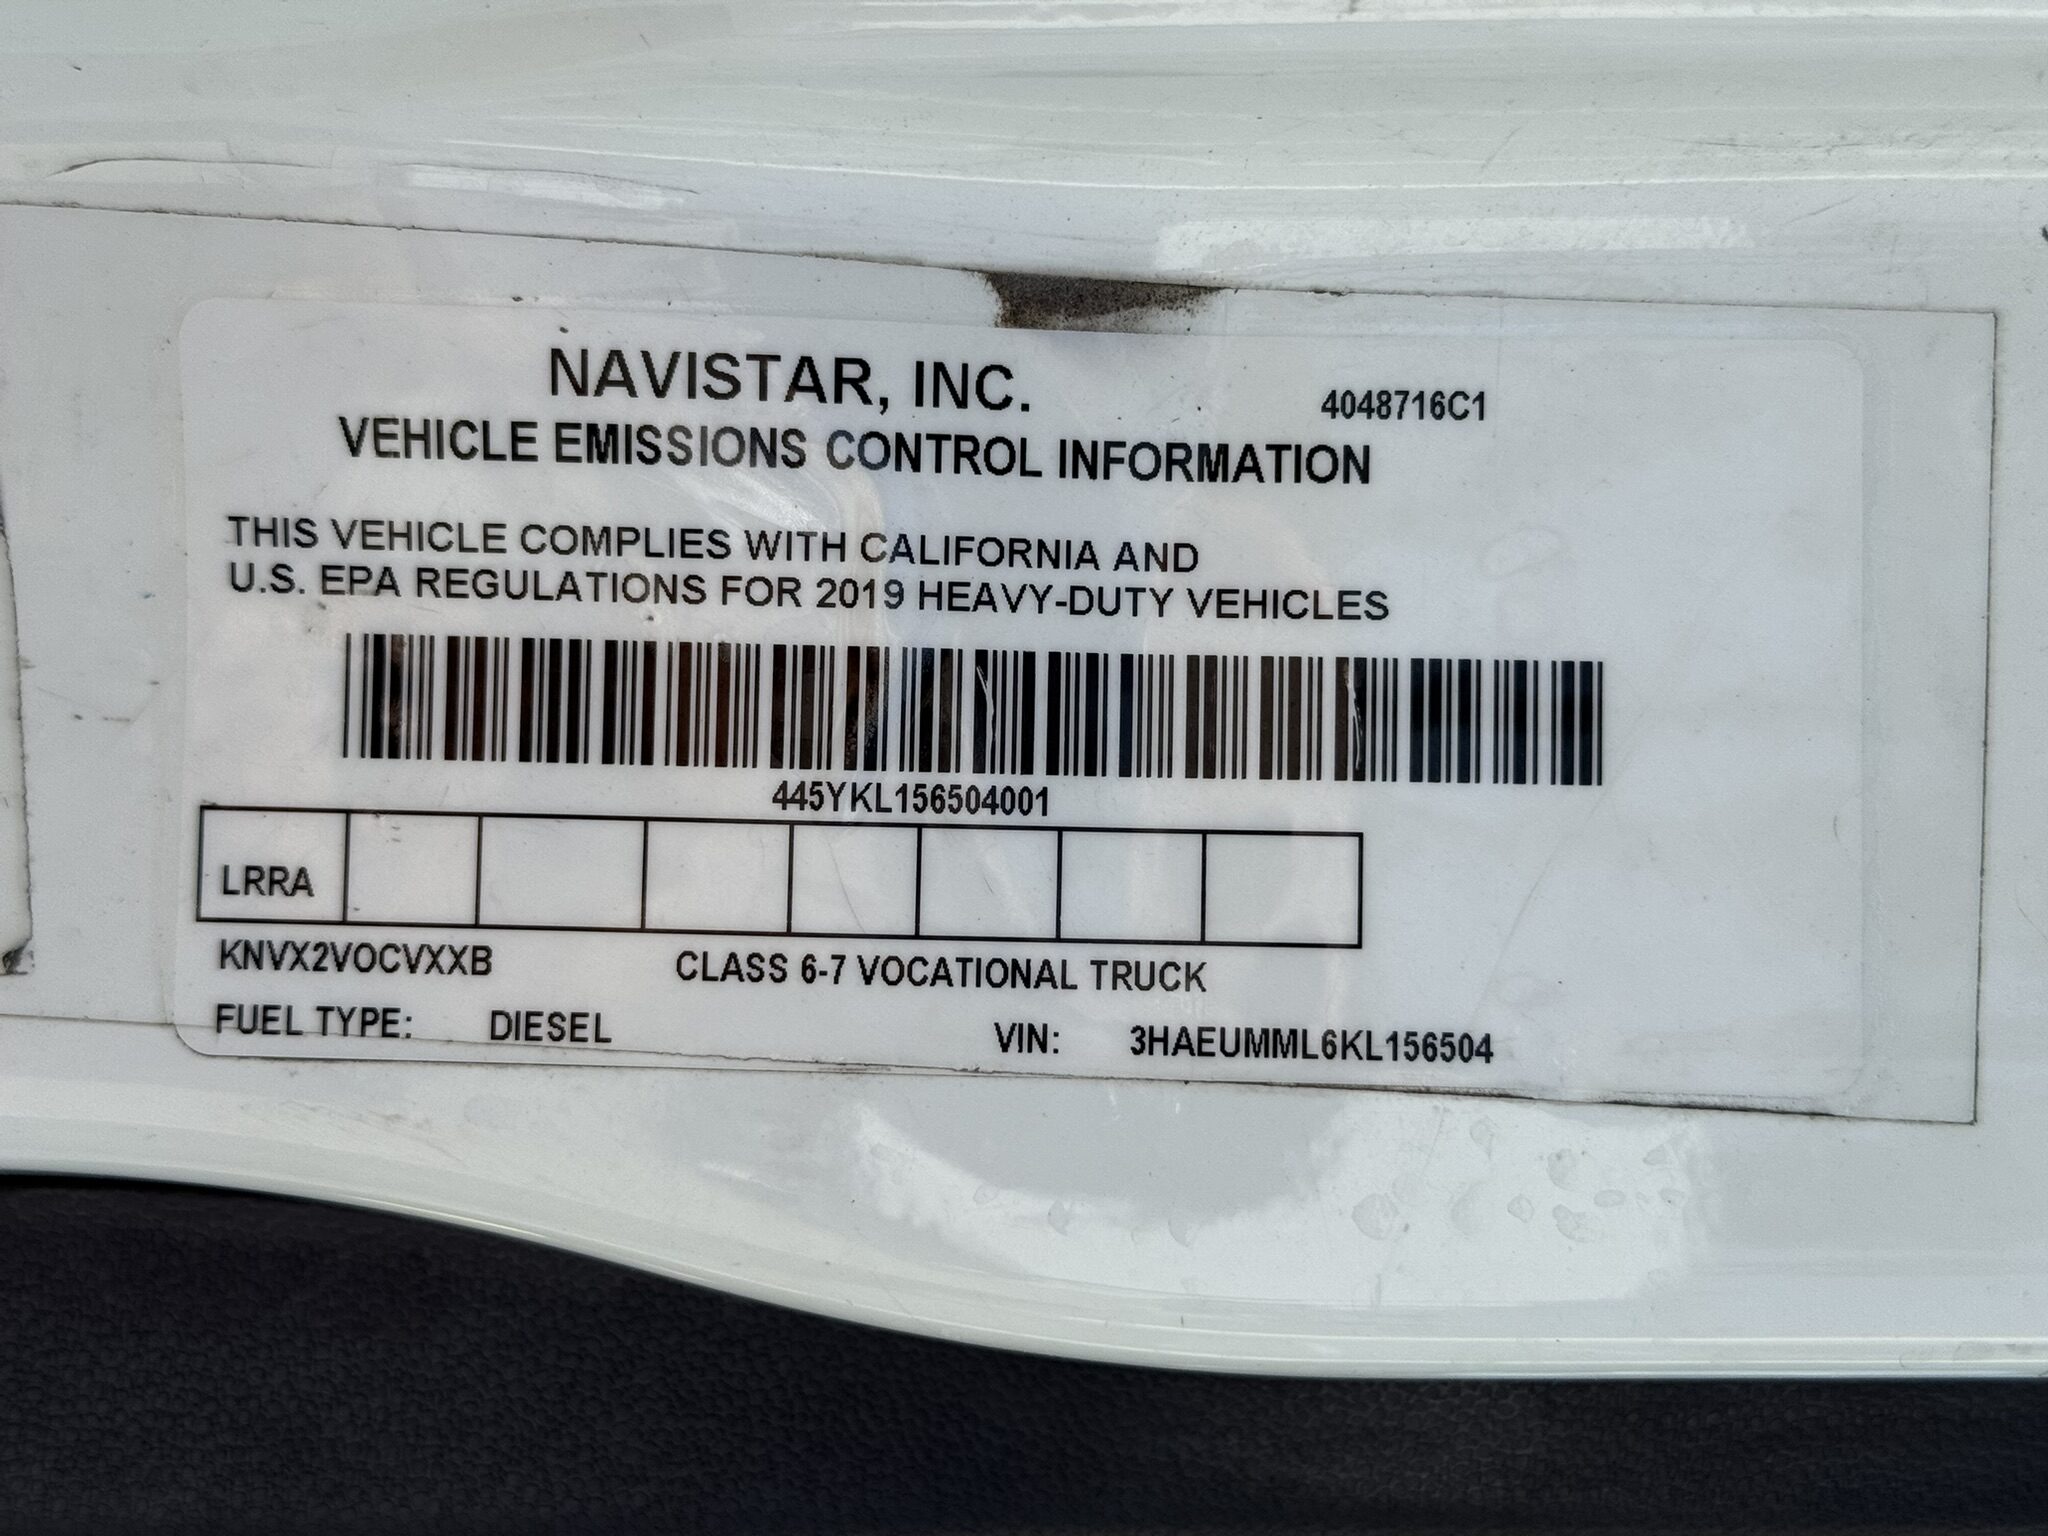 NAVISTAR, INC.
4048716C1
VEHICLE EMISSIONS CONTROL INFORMATION
THIS VEHICLE COMPLIES WITH CALIFORNIA AND
U.S. EPA REGULATIONS FOR 2019 HEAVY-DUTY VEHICLES
445YKL156504001
LRRA
KNVX2VOCVXXB CLASS 6-7 VOCATIONAL TRUCK
FUEL TYPE: DIESEL VIN: 3HAEUMML6KL156504